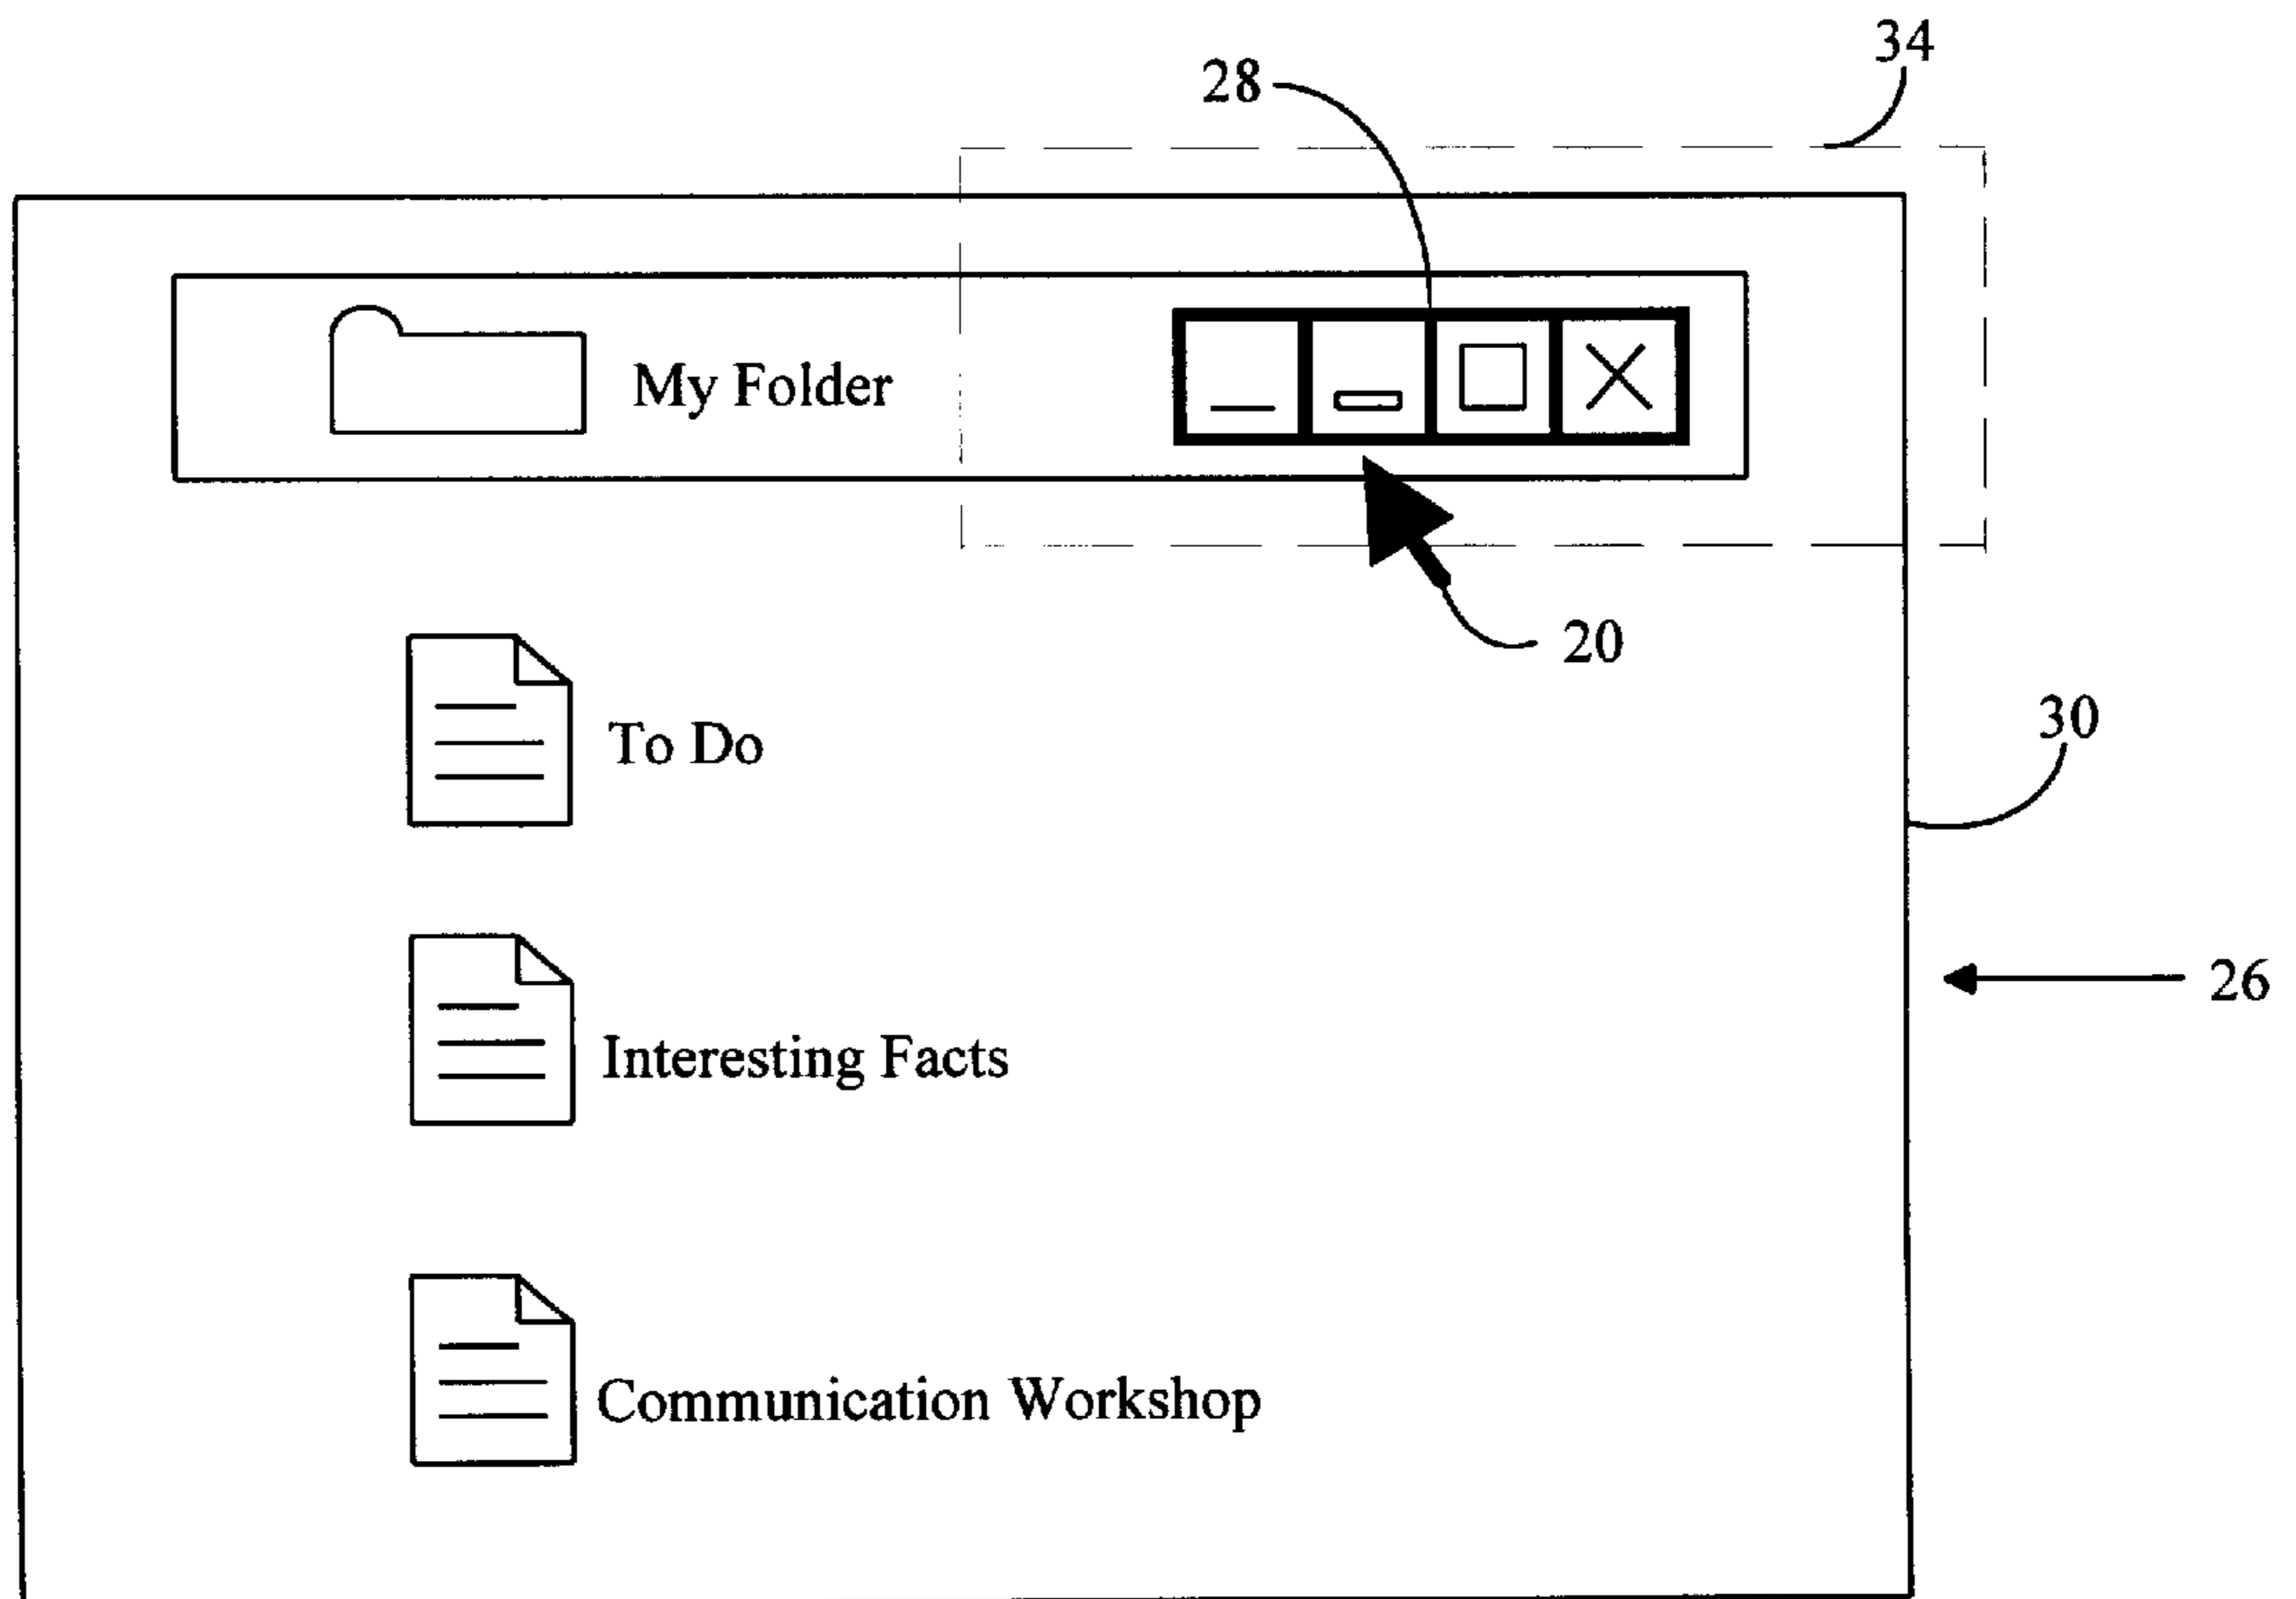 34
28
My Folder
20
To Do
30
26
Interesting Facts
Communication Workshop